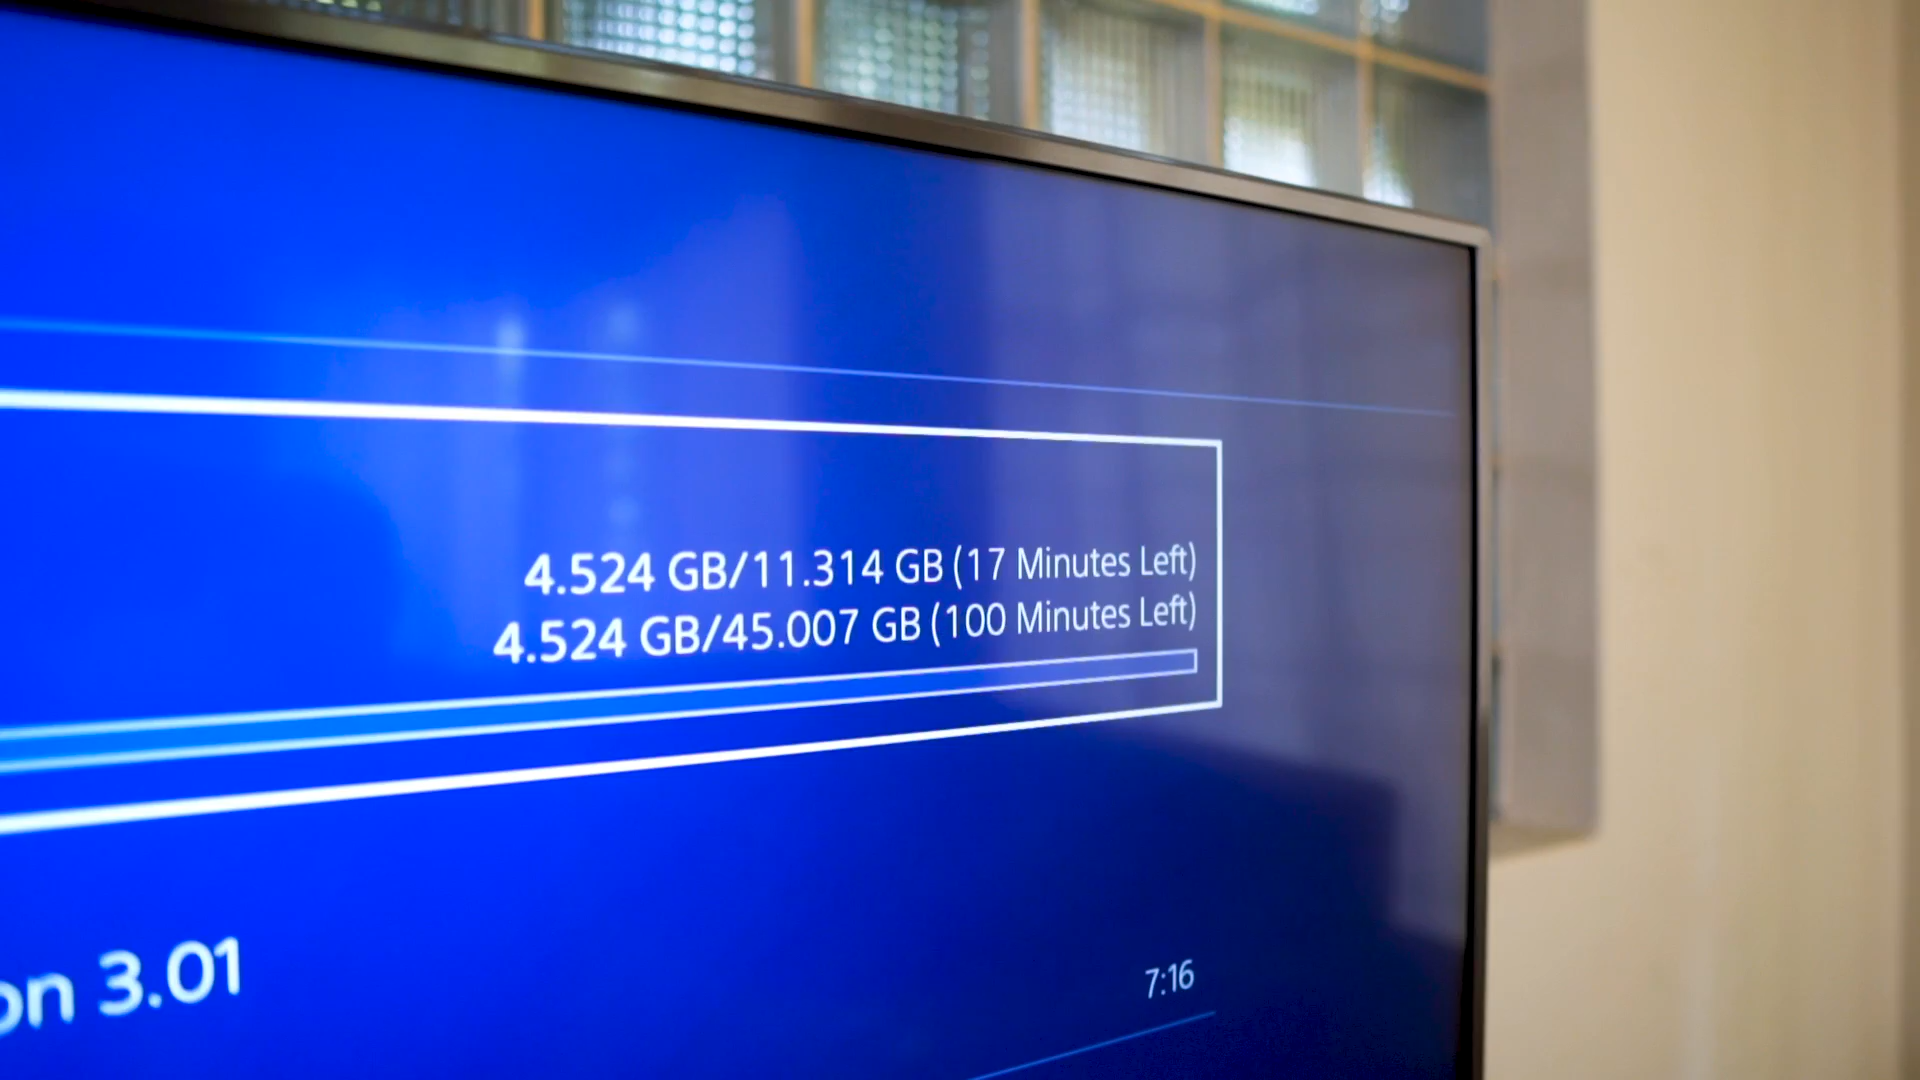 4.524 GB/11.314 GB (17 Minutes Left)
4.524 GB/45.007 GB (100 Minutes Left)
on 3.01
7:16